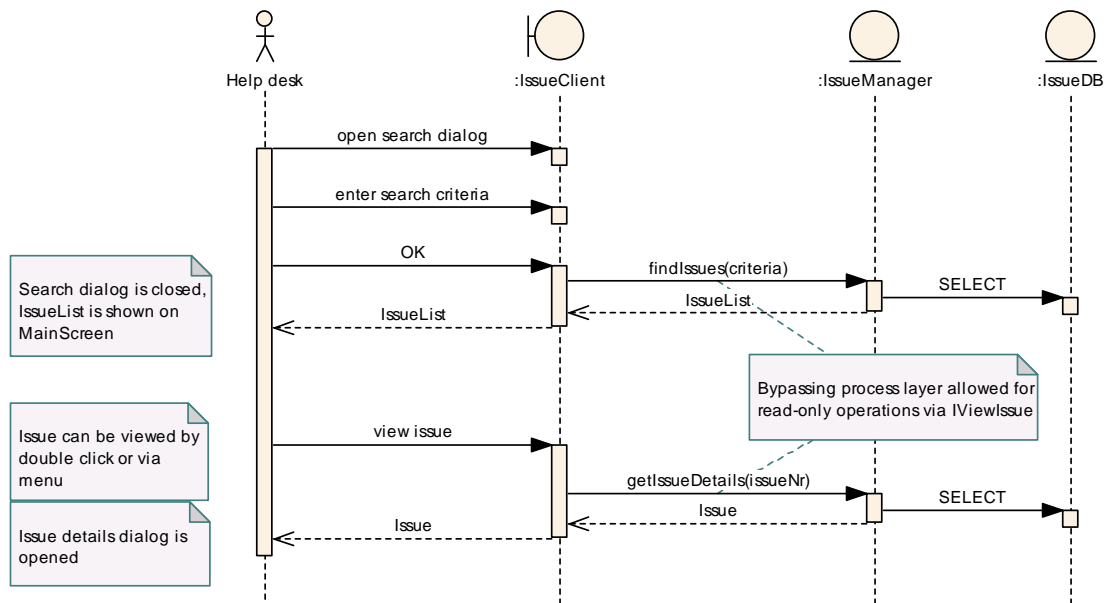 Help desk
:IssueClient
:IssueManager
:IssueDB
open search dialog
enter search criteria
OK
findIssues(criteria)
SELECT
Search dialog is closed,
IssueList is shown on
MainScreen
IssueList
IssueList
Bypassing process layer allowed for
read-only operations via IViewIssue
Issue can be viewed by
double click or via
menu
view issue
getIssueDetails(issueNr)
SELECT
Issue
Issue
Issue details dialog is
opened